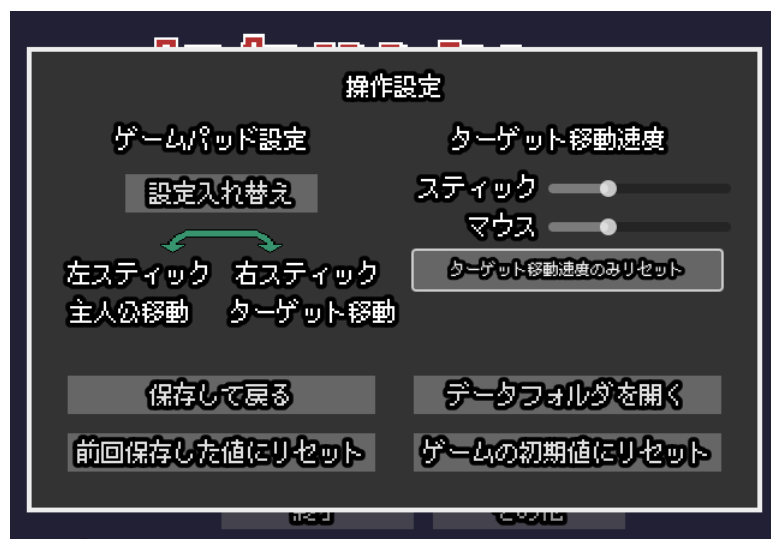 操作設定
ゲームパッド設定
設定入れ替え
左スティック 右スティック
主人公移動 ターゲット移動
ターゲット移動速度
スティック
マウス
ターゲット移動速度のみリセット
保存して戻る
データフォルダを開く
前回保存した値にリセット
ゲームの初期値にリセット
終了
その他